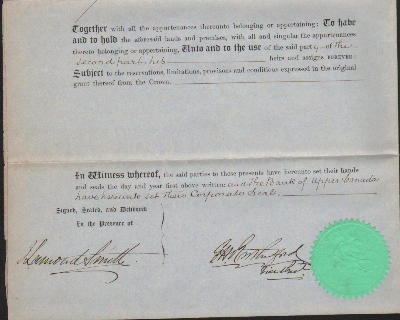 Together with all the appurtenances thereunto belonging or appertaining: To have
and to hold the aforesaid lands and premises, with all and singular the appurtenances
thereto belonging or appertaining, Unto and to the use of the said party of the
second part his heirs and assigns FOREVER:
Subject to the reservations, limitations, provisoes and conditions expressed in the original
grant thereof from the Crown.
In Witness whereof, the said parties to these presents have hereunto set their hands
and seals the day and year first above written and the Bank of Upper Canada
have hereunto set their Corporate Seal.
Signed, Sealed, and Delivered
In the Presence of
Smith